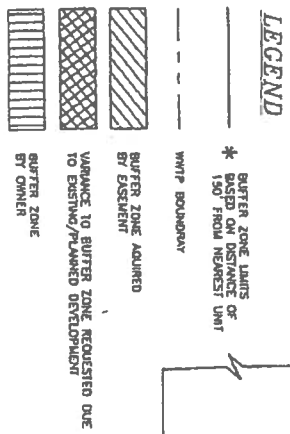 LEGEND
* BUFFER ZONE LIMITS
BASED ON DISTANCE OF
150' FROM NEAREST UNIT
WWTP BOUNDRAY
BUFFER ZONE AQUIRED
BY EASEMENT
VARIANCE TO BUFFER ZONE REQUESTED DUE
TO EXISTING/PLANNED DEVELOPMENT
BUFFER ZONE
BY OWNER